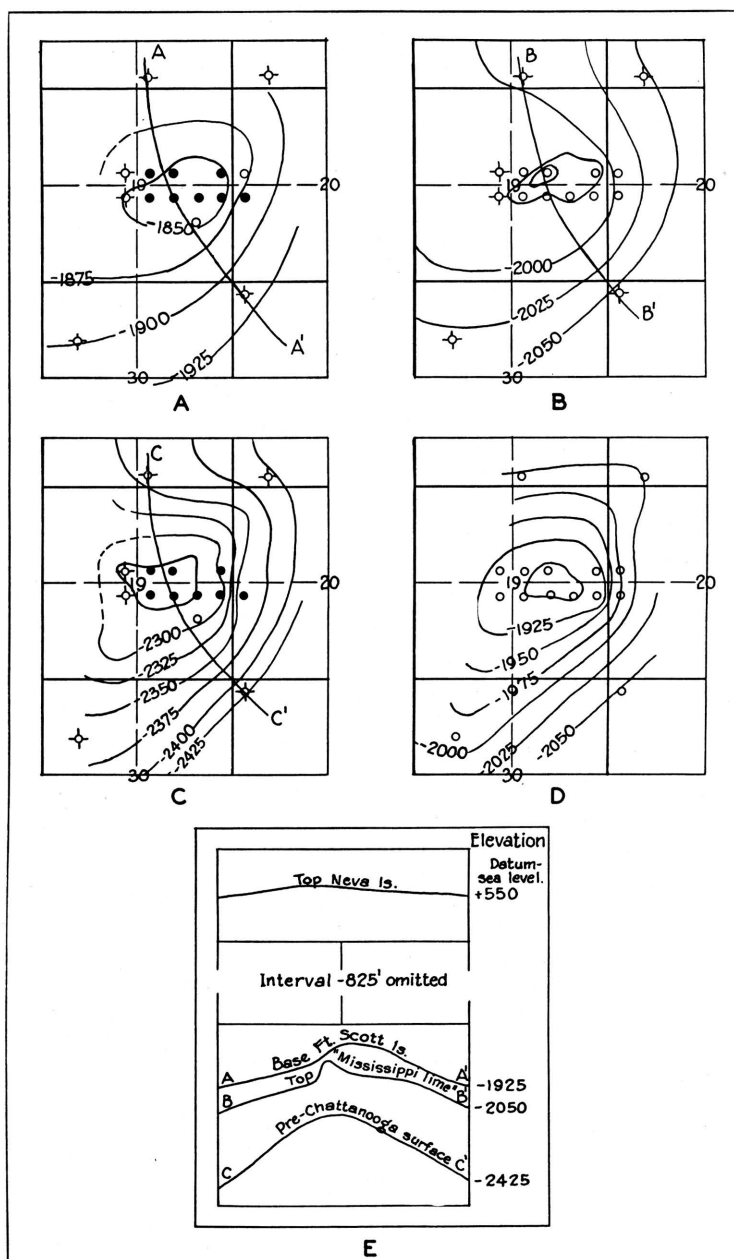 A
20
19
-1850
-1875
-1900
-1925
A'
30
A
B
20
19
-2000
-2025
-2050
B'
30
B
C
20
19
-2300
-2325
-2350
-2375
-2400
-2425
C'
30
C
20
19
-1925
-1950
-1975
-2000
-2025
-2050
30
D
Elevation
Datum-
sea level.
Top Neva ls.
+550
Interval -825' omitted
Base Ft. Scott ls.
A
A'
-1925
Top "Mississippi lime"
B
B'
-2050
Pre-Chattanooga surface
C
C'
-2425
E